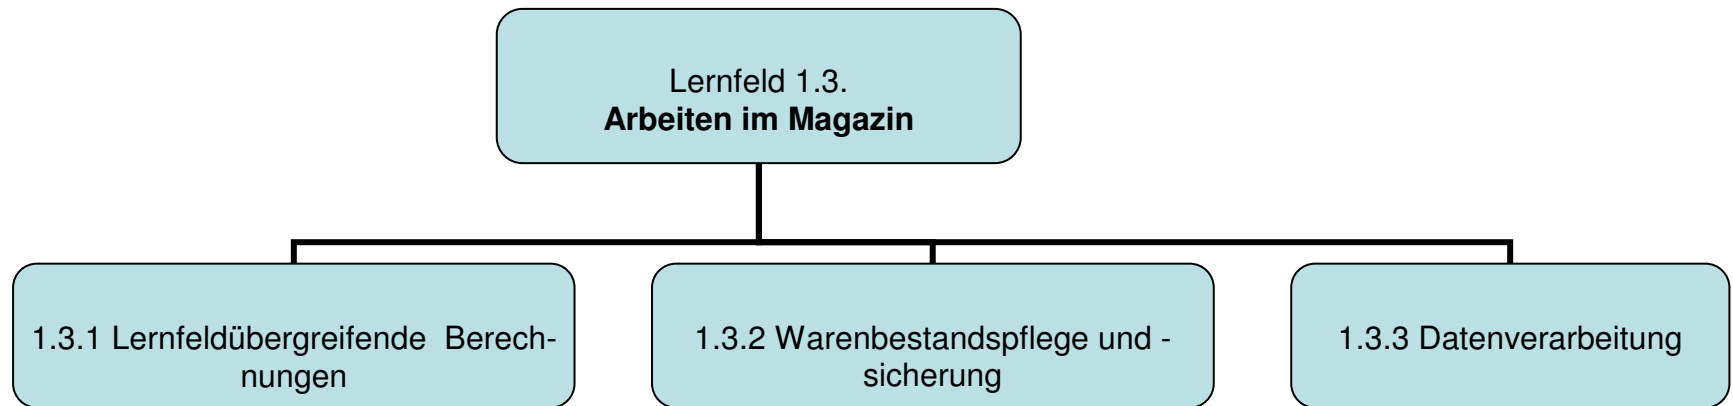 Lernfeld 1.3.
Arbeiten im Magazin
1.3.1 Lernfeldübergreifende Berech-
nungen
1.3.2 Warenbestandspflege und -
sicherung
1.3.3 Datenverarbeitung